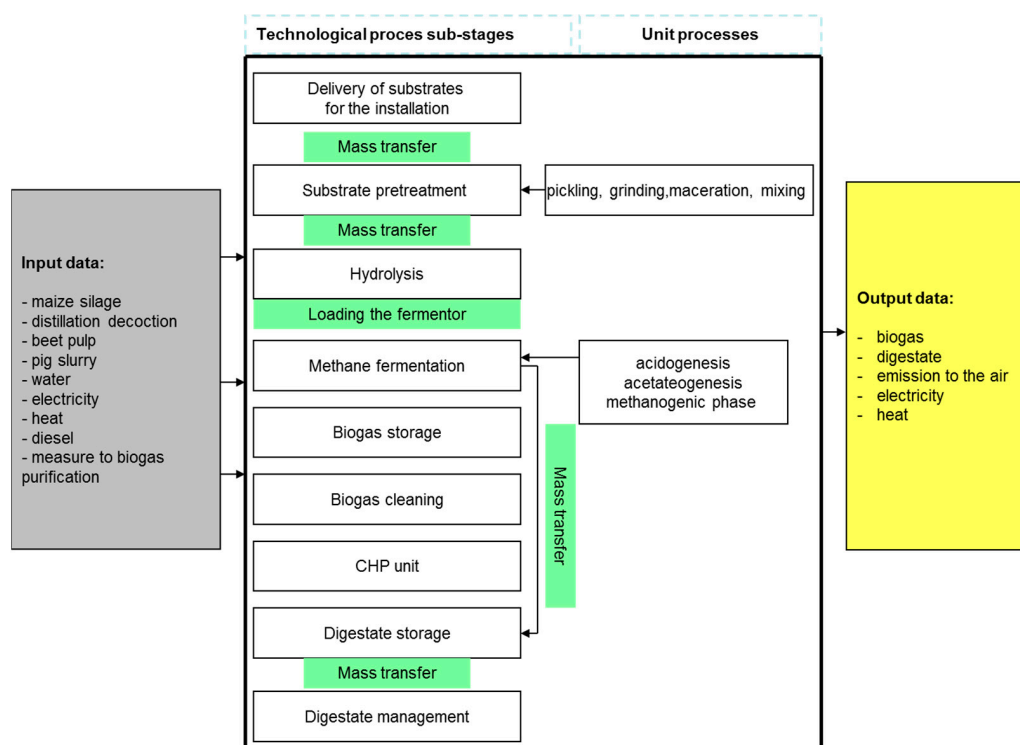 Technological proces sub-stages
Unit processes
Delivery of substrates
for the installation
Mass transfer
Substrate pretreatment
pickling, grinding,maceration, mixing
Mass transfer
Hydrolysis
Loading the fermentor
Methane fermentation
acidogenesis
acetateogenesis
methanogenic phase
Biogas storage
Biogas cleaning
Mass transfer
CHP unit
Digestate storage
Mass transfer
Digestate management
Input data:
- maize silage
- distillation decoction
- beet pulp
- pig slurry
- water
- electricity
- heat
- diesel
- measure to biogas
purification
Output data:
- biogas
- digestate
- emission to the air
- electricity
- heat